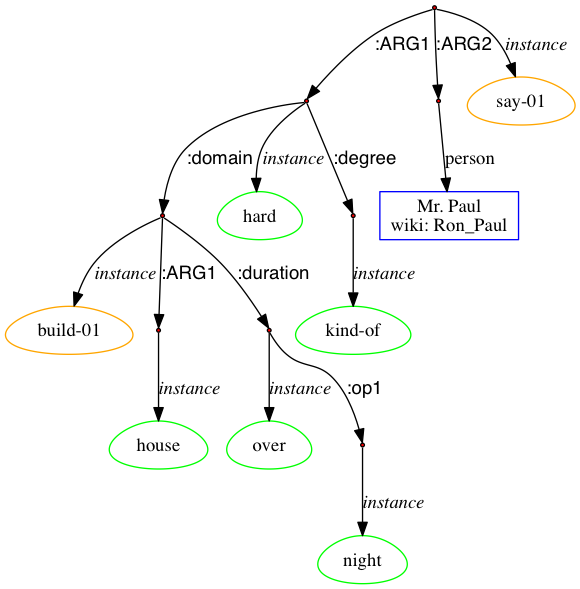 :ARG1 :ARG2 instance
say-01
:domain instance :degree person
hard
Mr. Paul
wiki: Ron_Paul
instance :ARG1 :duration instance
build-01
kind-of
instance instance :op1
house
over
instance
night